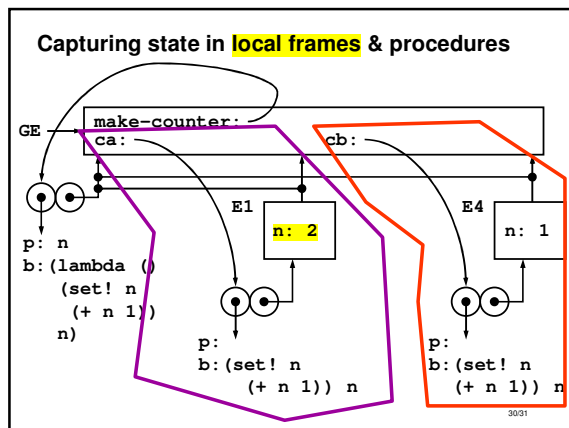 Capturing state in local frames & procedures
make-counter:
GE
ca:
cb:
E1
n: 2
E4
n: 1
p: n
b:(lambda ()
(set! n
(+ n 1))
n)
p:
b:(set! n
(+ n 1)) n
p:
b:(set! n
(+ n 1)) n
30/31